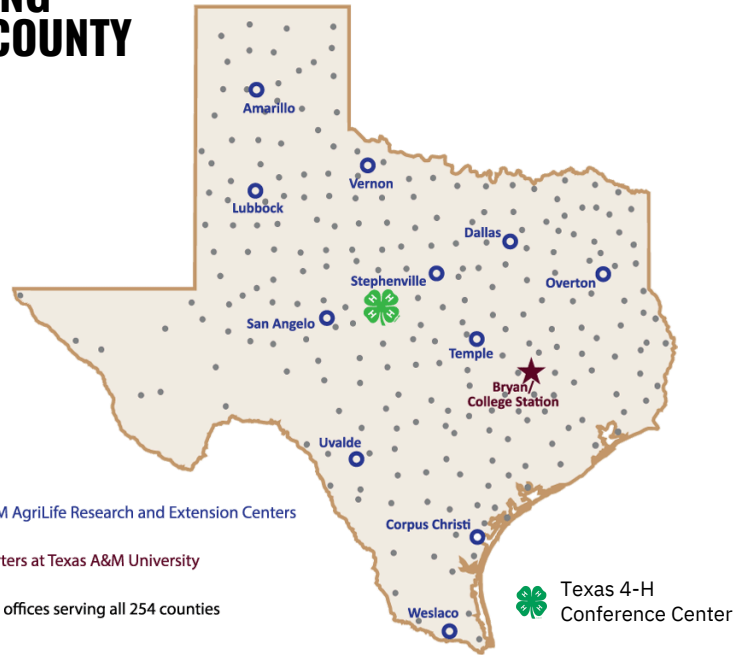 COUNTY
Amarillo
Vernon
Lubbock
Dallas
Stephenville
Overton
San Angelo
Temple
Bryan/
College Station
Uvalde
M AgriLife Research and Extension Centers
Corpus Christi
ters at Texas A&M University
offices serving all 254 counties
Texas 4-H
Conference Center
Weslaco
H H H H